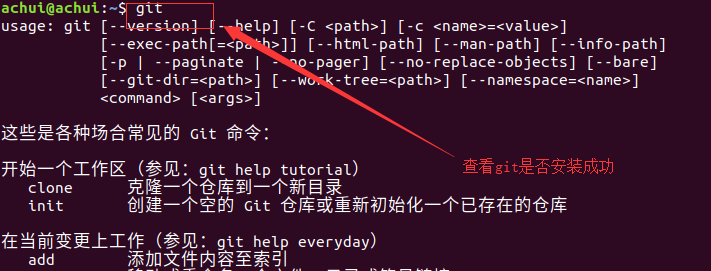 achui@achui:~$ git
usage: git [--version] [--help] [-C <path>] [-c <name>=<value>]
[--exec-path[=<path>]] [--html-path] [--man-path] [--info-path]
[-p | --paginate | --no-pager] [--no-replace-objects] [--bare]
[--git-dir=<path>] [--work-tree=<path>] [--namespace=<name>]
<command> [<args>]
这些是各种场合常见的 Git 命令：
开始一个工作区（参见：git help tutorial）
查看git是否安装成功
clone 克隆一个仓库到一个新目录
init 创建一个空的 Git 仓库或重新初始化一个已存在的仓库
在当前变更上工作（参见：git help everyday）
add 添加文件内容至索引